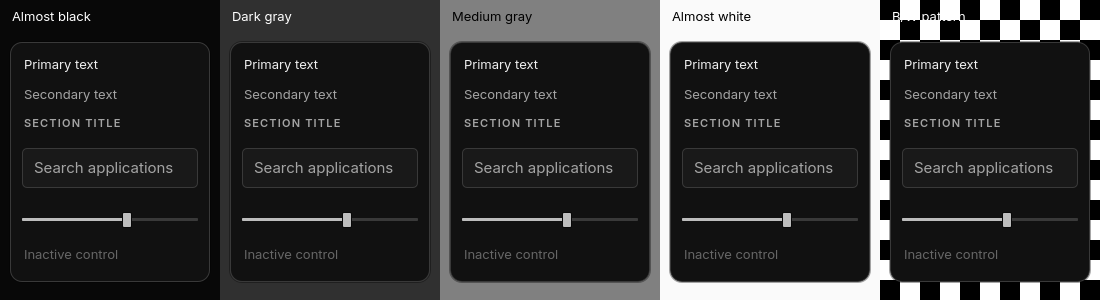 Almost black
Primary text
Secondary text
SECTION TITLE
Search applications
Inactive control
Dark gray
Primary text
Secondary text
SECTION TITLE
Search applications
Inactive control
Medium gray
Primary text
Secondary text
SECTION TITLE
Search applications
Inactive control
Almost white
Primary text
Secondary text
SECTION TITLE
Search applications
Inactive control
pattern
Primary text
Secondary text
SECTION TITLE
Search applications
Inactive control